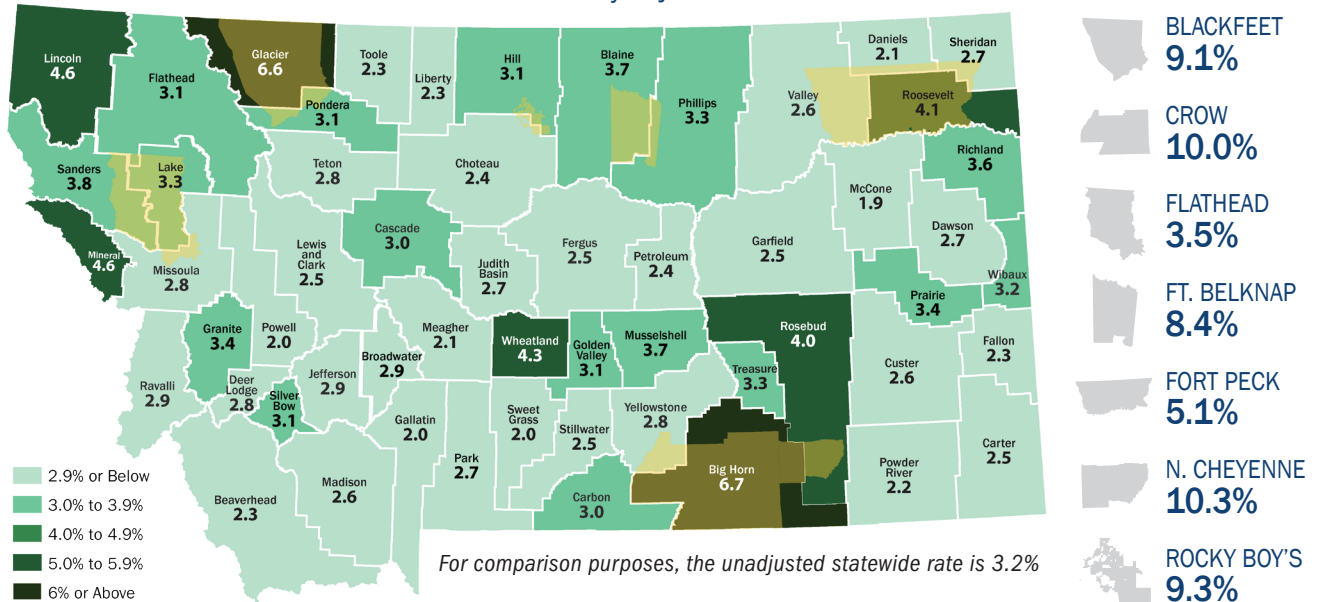 Lincoln
4.6
Flathead
3.1
Glacier
6.6
Pondera
3.1
Toole
2.3
Liberty
2.3
Hill
3.1
Blaine
3.7
Phillips
3.3
Valley
2.6
Daniels
2.1
Sheridan
2.7
Roosevelt
4.1
Richland
3.6
Sanders
3.8
Lake
3.3
Teton
2.8
Choteau
2.4
McCone
1.9
Dawson
2.7
Wibaux
3.2
Mineral
4.6
Missoula
2.8
Lewis
and
Clark
2.5
Cascade
3.0
Judith
Basin
2.7
Fergus
2.5
Petroleum
2.4
Garfield
2.5
Prairie
3.4
Granite
3.4
Powell
2.0
Broadwater
2.9
Meagher
2.1
Wheatland
4.3
Golden
Valley
3.1
Musselshell
3.7
Rosebud
4.0
Treasure
3.3
Custer
2.6
Fallon
2.3
Ravalli
2.9
Deer
Lodge
2.8
Silver
Bow
3.1
Jefferson
2.9
Gallatin
2.0
Park
2.7
Sweet
Grass
2.0
Stillwater
2.5
Yellowstone
2.8
Big Horn
6.7
Powder
River
2.2
Carter
2.5
Beaverhead
2.3
Madison
2.6
Carbon
3.0
2.9% or Below
3.0% to 3.9%
4.0% to 4.9%
5.0% to 5.9%
6% or Above
For comparison purposes, the unadjusted statewide rate is 3.2%
BLACKFEET
9.1%
CROW
10.0%
FLATHEAD
3.5%
FT. BELKNAP
8.4%
FORT PECK
5.1%
N. CHEYENNE
10.3%
ROCKY BOY'S
9.3%